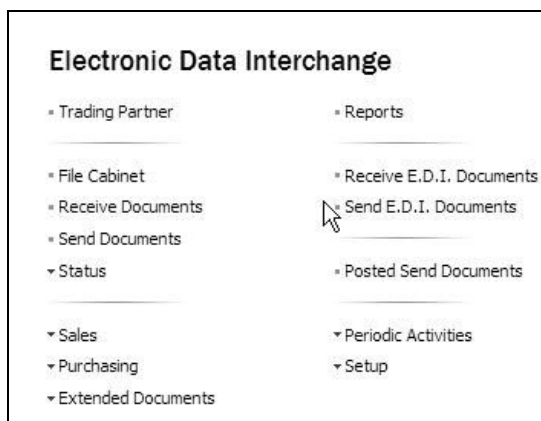 Electronic Data Interchange
Trading Partner
File Cabinet
Receive Documents
Send Documents
Status
Sales
Purchasing
Extended Documents
Reports
Receive E.D.I. Documents
Send E.D.I. Documents
Posted Send Documents
Periodic Activities
Setup